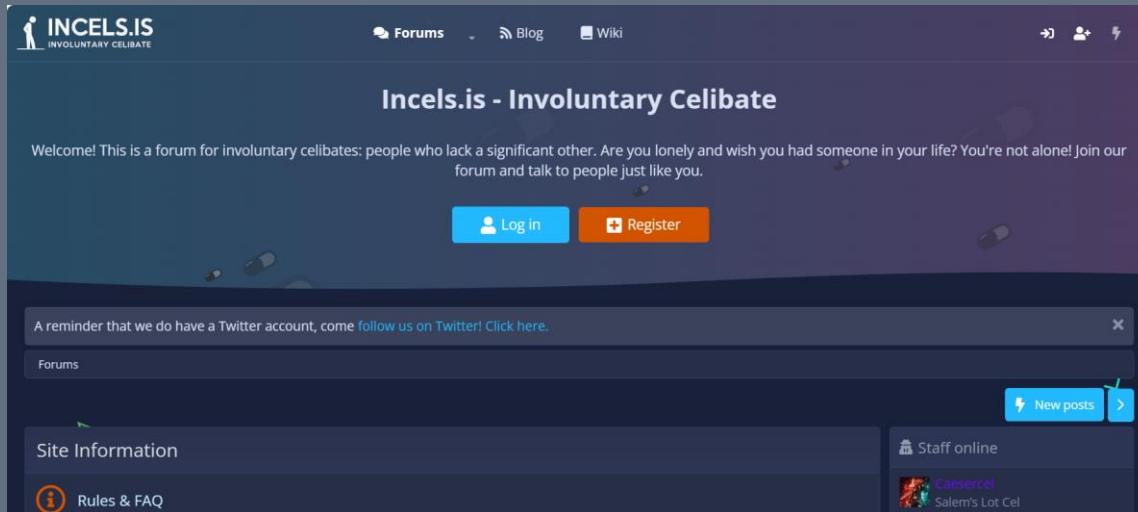 INCELS.IS
INVOLUNTARY CELIBATE
Forums
Blog
Wiki
Incels.is - Involuntary Celibate
Welcome! This is a forum for involuntary celibates: people who lack a significant other. Are you lonely and wish you had someone in your life? You're not alone! Join our
forum and talk to people just like you.
Log in
Register
A reminder that we do have a Twitter account, come follow us on Twitter! Click here.
Forums
New posts
Site Information
Staff online
Rules & FAQ
Caesercel
Salem's Lot Cel